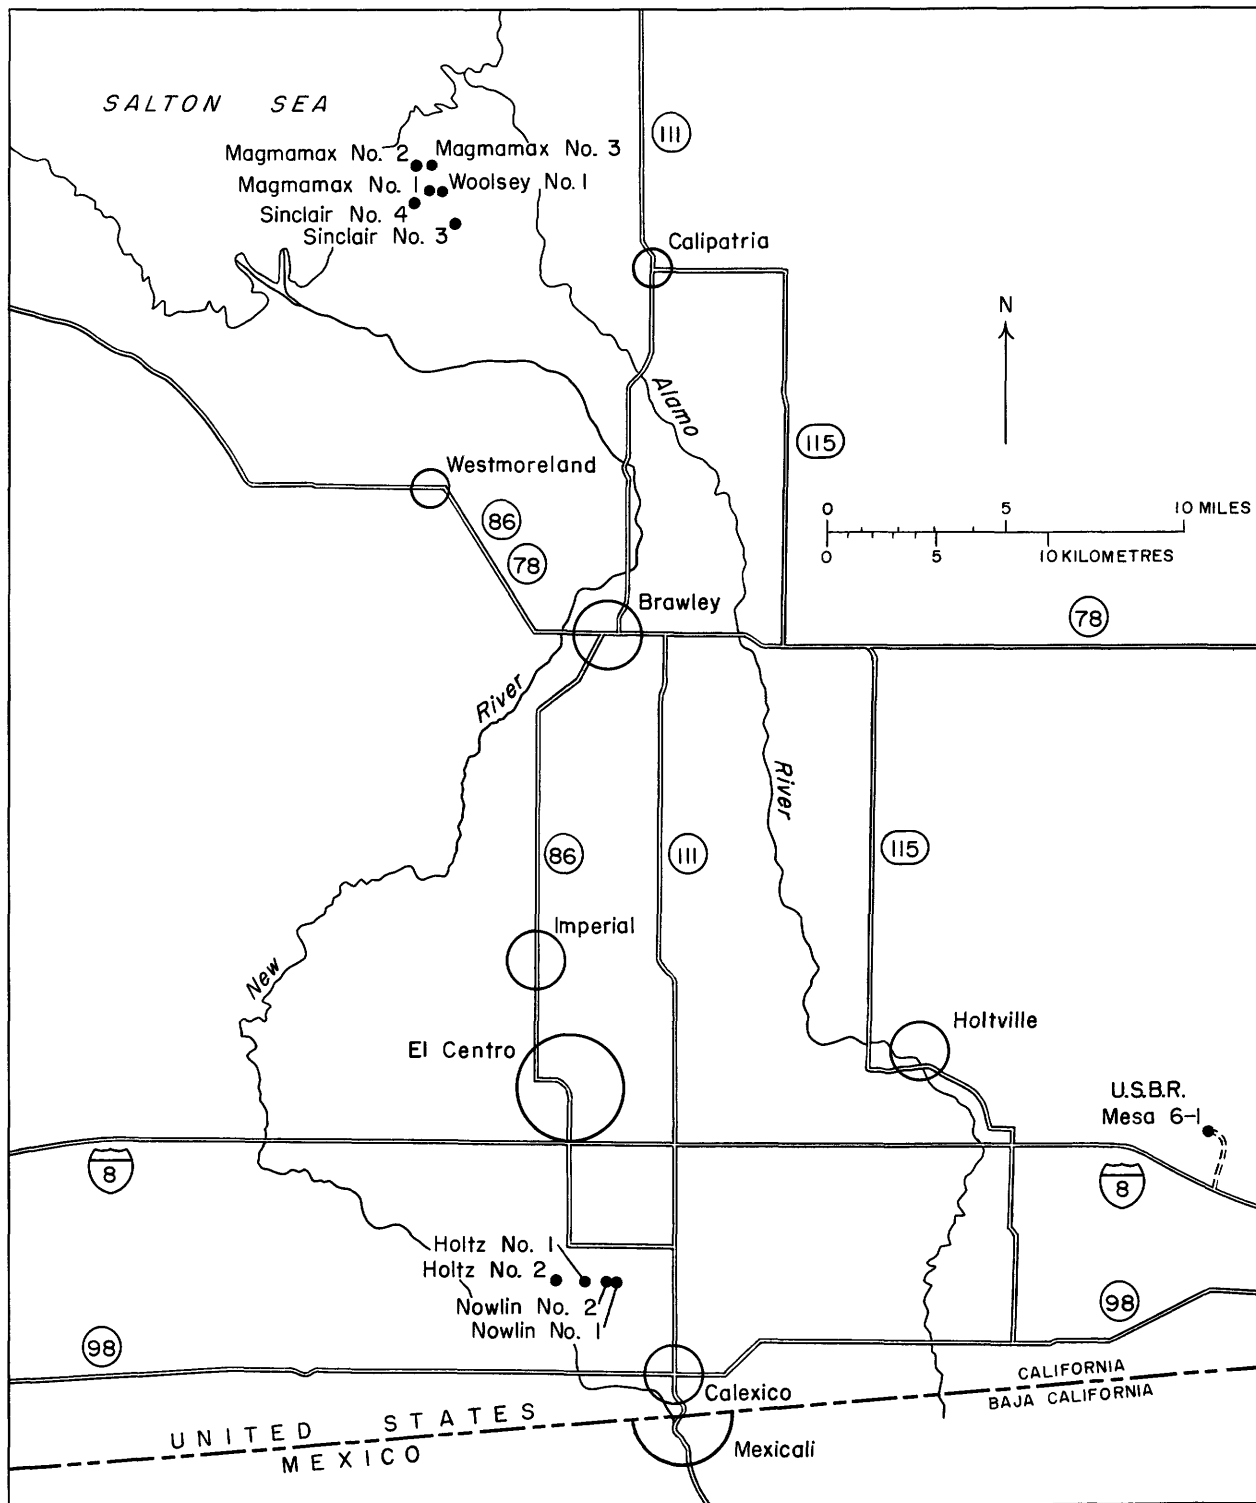 SALTON SEA
111
Magmamax No. 2
Magmamax No. 3
Magmamax No. 1
Woolsey No. 1
Sinclair No. 4
Sinclair No. 3
Calipatria
N
Alamo
115
Westmoreland
86
78
0 5 10 MILES
0 5 10 KILOMETRES
Brawley
78
River
River
86
111
115
Imperial
New
El Centro
Holtville
U.S.B.R.
Mesa 6-1
8
8
Holtz No. 1
Holtz No. 2
Nowlin No. 2
Nowlin No. 1
98
98
CALIFORNIA
BAJA CALIFORNIA
Calexico
UNITED STATES
MEXICO
Mexicali